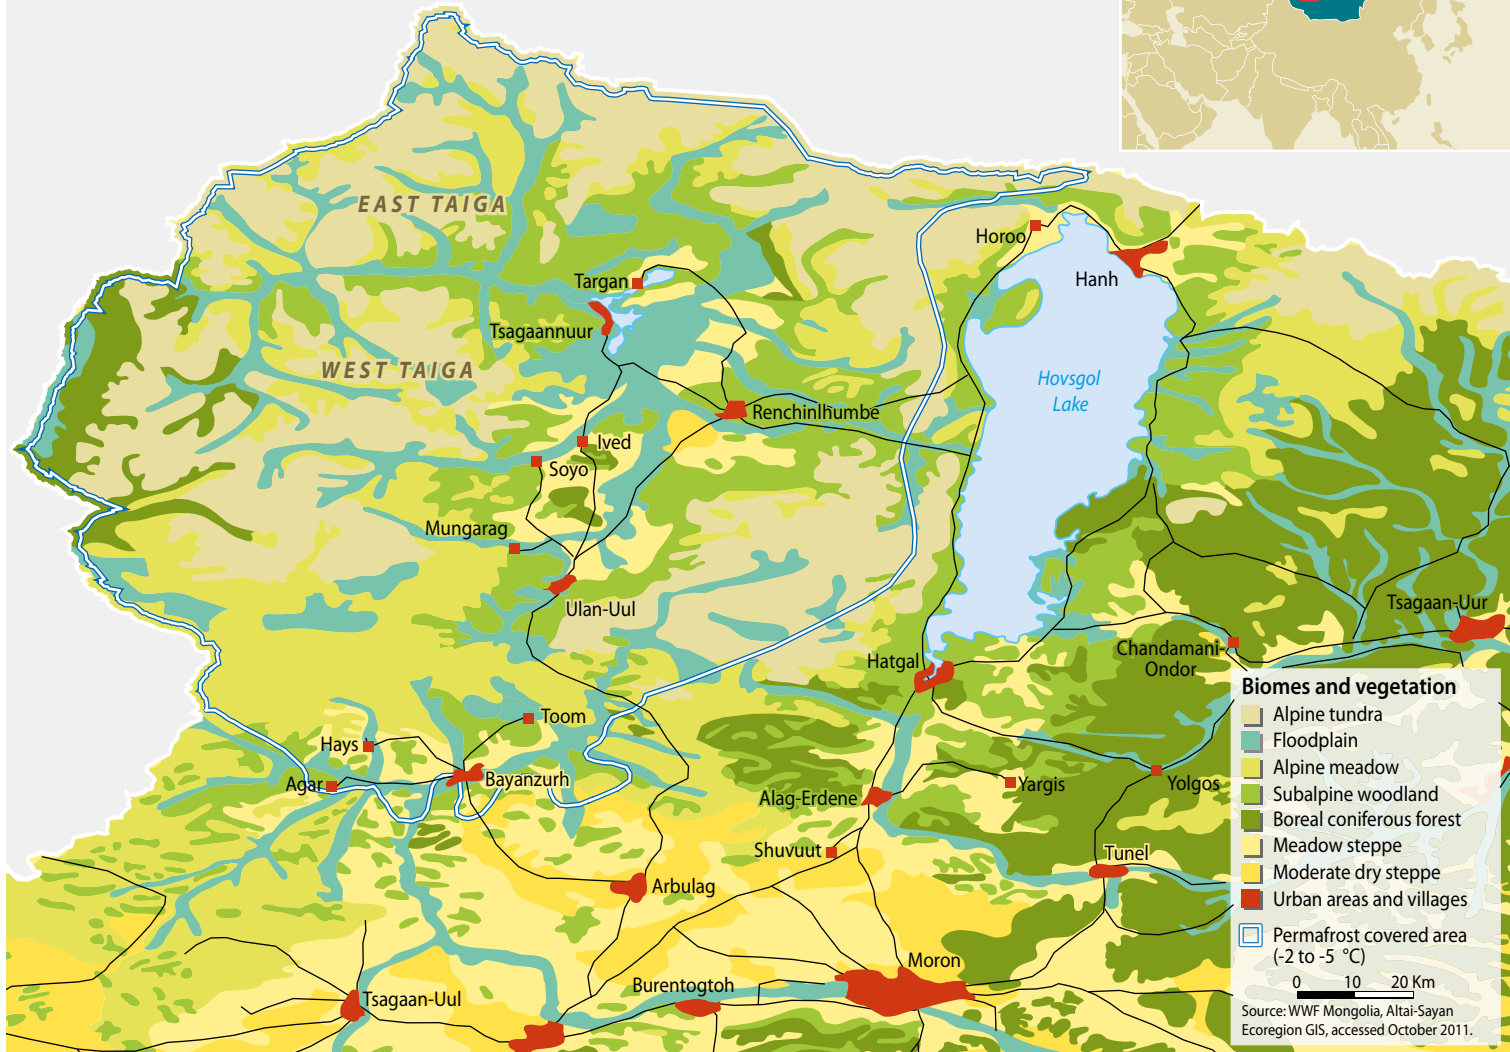 EAST TAIGA
Horoo
Hanh
Targan
Tsagaannuur
WEST TAIGA
Hovsgol
Lake
Renchinlhumbe
Ived
Soyo
Mungarag
Ulan-Uul
Tsagaan-Uur
Chandamani-
Ondor
Hatgal
Toom
Hays
Agar
Bayanzurh
Alag-Erdene
Yargis
Yolgos
Shuvuut
Tunel
Arbulag
Moron
Burentogtoh
Tsagaan-Uul
Biomes and vegetation
Alpine tundra
Floodplain
Alpine meadow
Subalpine woodland
Boreal coniferous forest
Meadow steppe
Moderate dry steppe
Urban areas and villages
Permafrost covered area
(-2 to -5 °C)
0 10 20 Km
Source: WWF Mongolia, Altai-Sayan
Ecoregion GIS, accessed October 2011.